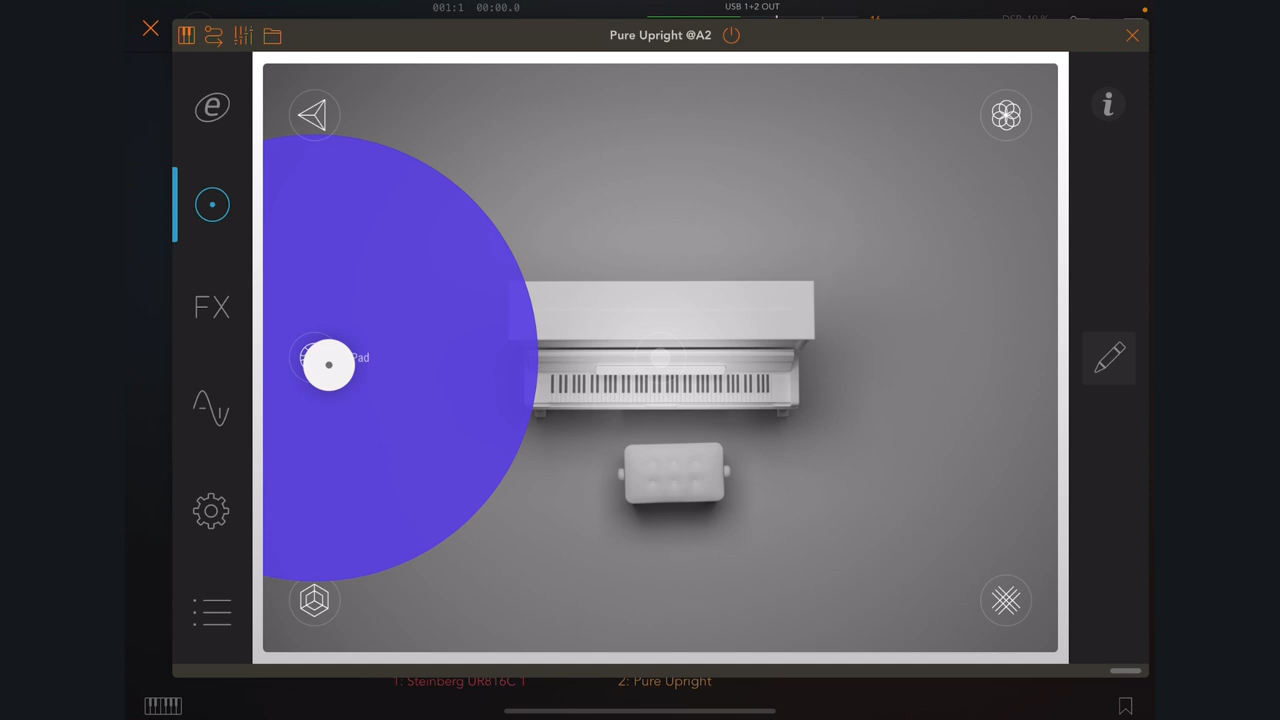 001:1 00:00.0
USB 1+2 OUT
Pure Upright @A2
e
i
FX
Pad
1: Steinberg UR816C 1
2: Pure Upright